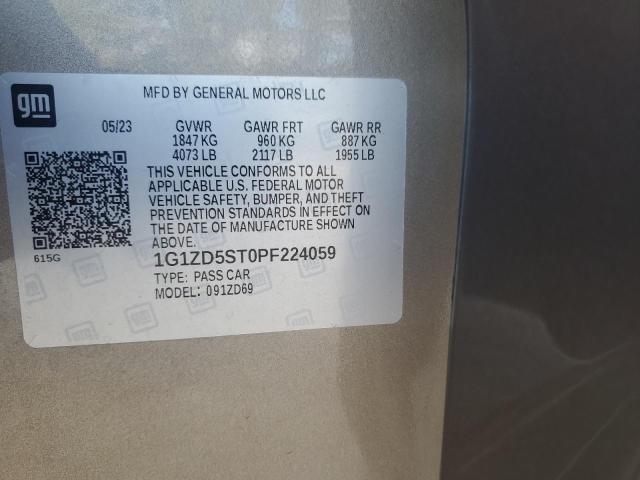 gm
MFD BY GENERAL MOTORS LLC
05/23 GVWR GAWR FRT GAWR RR
1847 KG 960 KG 887 KG
4073 LB 2117 LB 1955 LB
THIS VEHICLE CONFORMS TO ALL
APPLICABLE U.S. FEDERAL MOTOR
VEHICLE SAFETY, BUMPER, AND THEFT
PREVENTION STANDARDS IN EFFECT ON
THE DATE OF MANUFACTURE SHOWN
ABOVE.
615G
1G1ZD5ST0PF224059
TYPE: PASS CAR
MODEL: 091ZD69